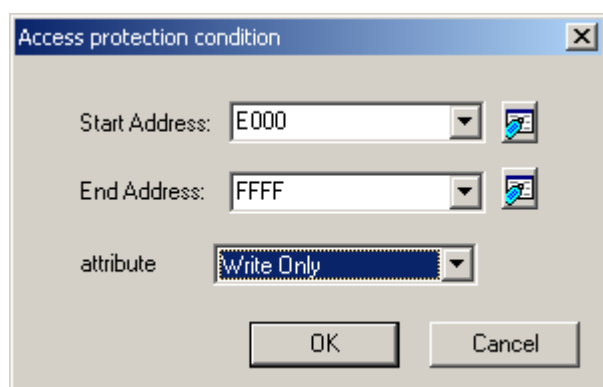 Access protection condition
Start Address: E000
End Address: FFFF
attribute Write Only
OK Cancel